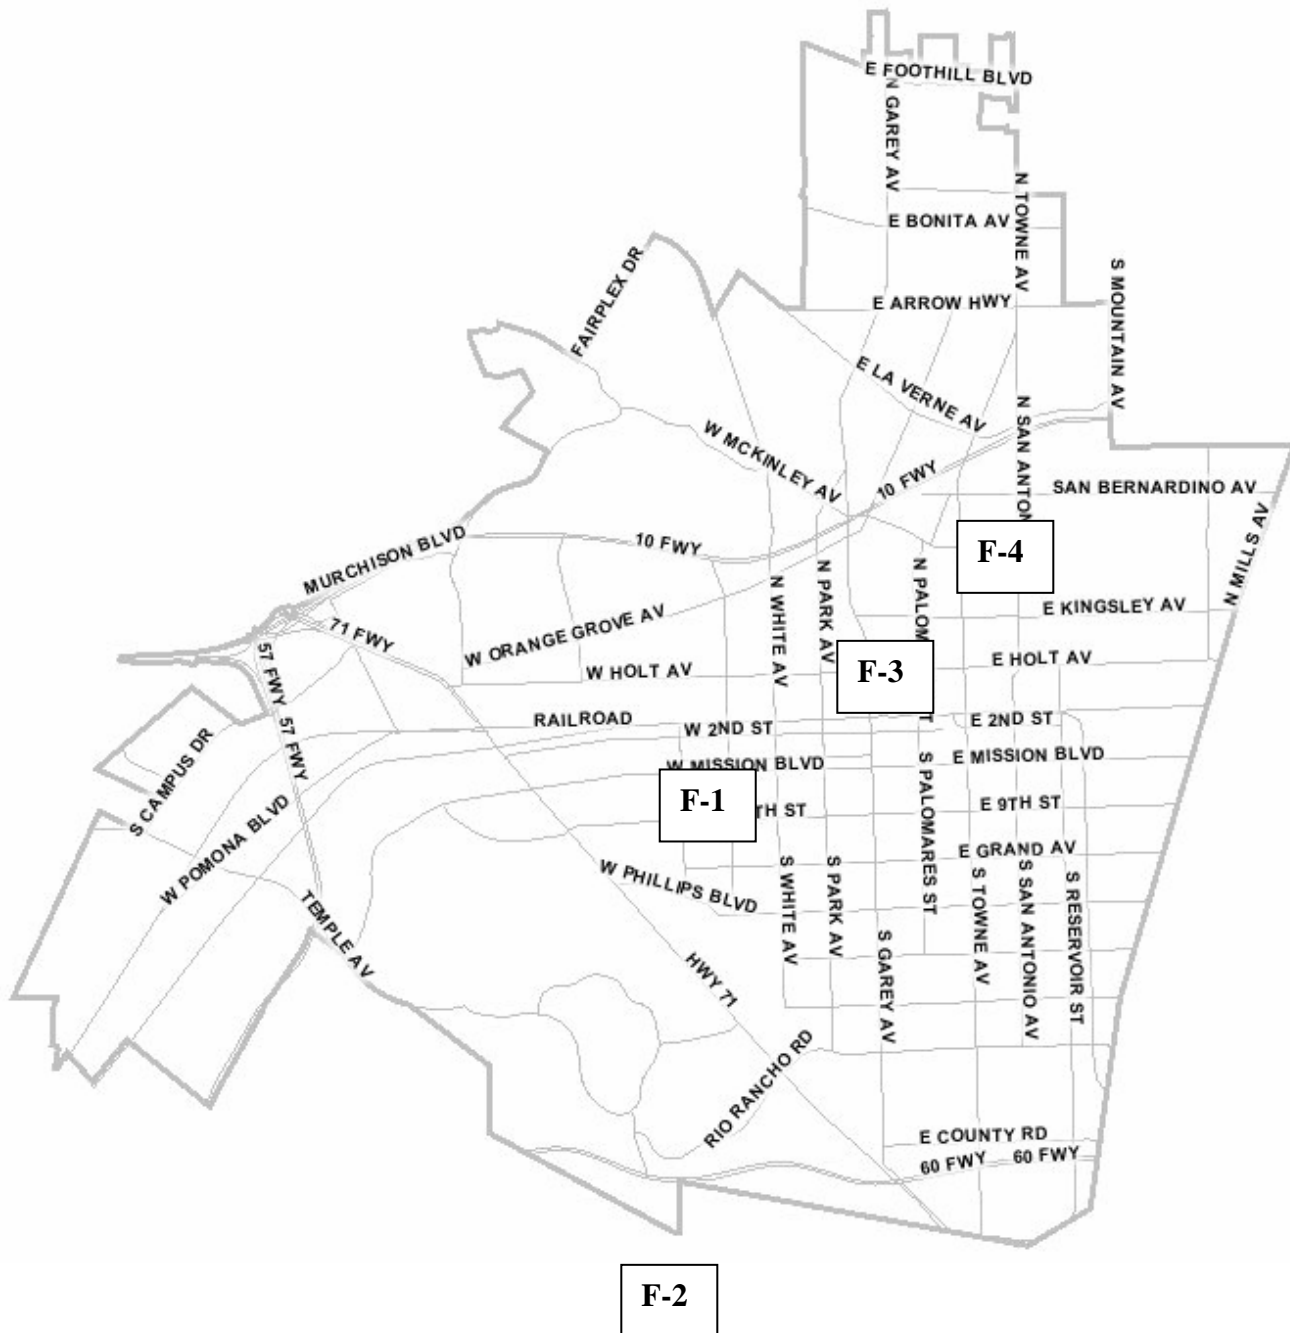 E FOOTHILL BLVD
N GAREY AV
N TOWNE AV
E BONITA AV
FAIRPLEX DR
S MOUNTAIN AV
E ARROW HWY
E LA VERNE AV
N SAN ANTON
W MCKINLEY AV
10 FWY
SAN BERNARDINO AV
N MILLS AV
MURCHISON BLVD
10 FWY
F-4
N WHITE AV
N PARK AV
N PALOM
E KINGSLEY AV
71 FWY
W ORANGE GROVE AV
57 FWY
W HOLT AV
F-3
E HOLT AV
RAILROAD
W 2ND ST
T
E 2ND ST
57 FWY
S CAMPUS DR
W MISSION BLVD
E MISSION BLVD
S PALOMARES ST
F-1
TH ST
E 9TH ST
W POMONA BLVD
E GRAND AV
W PHILLIPS BLVD
S WHITE AV
S PARK AV
S TOWNE AV
S SAN ANTONIO AV
S RESERVOIR ST
TEMPLE AV
S GAREY AV
HWY 71
RIO RANCHO RD
E COUNTY RD
60 FWY
60 FWY
F-2